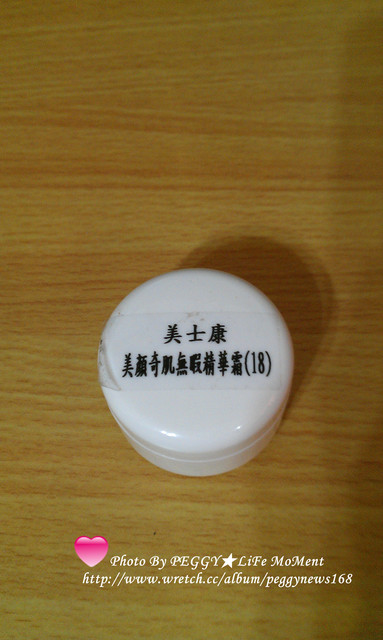 美士康
美顏奇肌無暇精華霜(18)
Photo By PEGGY★LiFe MoMent
http://www.wretch.cc/album/peggynews168